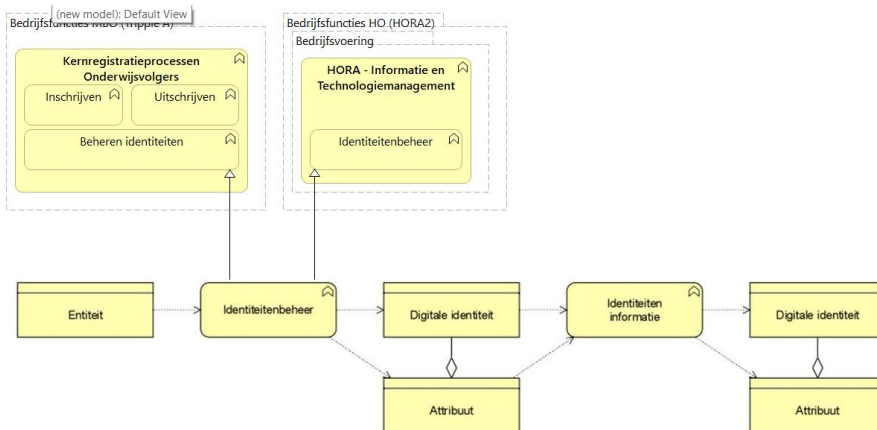 (new model): Default View
Bedrijfsfuncties MBO (Tripple A)
Kernregistratieprocessen
Onderwijsvolgers
Inschrijven
Uitschrijven
Beheren identiteiten
Bedrijfsfuncties HO (HORA2)
Bedrijfsvoering
HORA - Informatie en
Technologiemanagement
Identiteitenbeheer
Entiteit
Identiteitenbeheer
Digitale identiteit
Identiteiten
informatie
Digitale identiteit
Attribuut
Attribuut